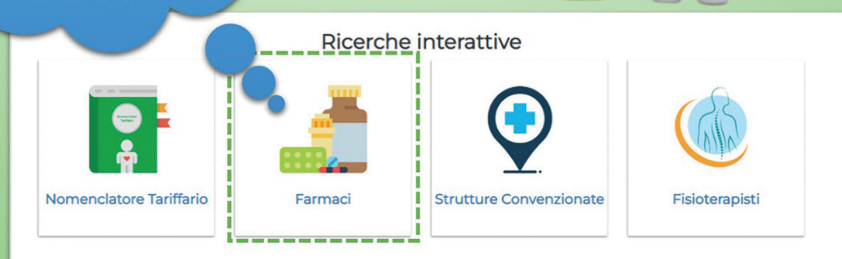 Ricerche interattive
Nomenclatore Tariffario
Farmaci
Strutture Convenzionate
Fisioterapisti